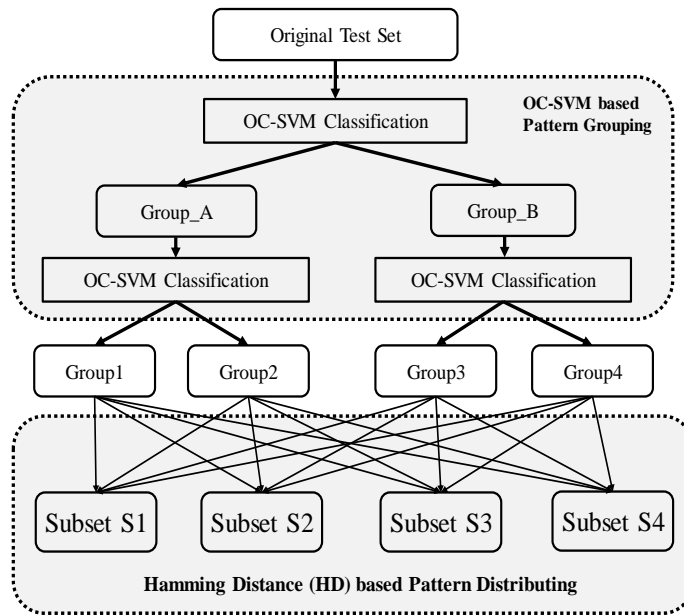 Original Test Set
OC-SVM based
Pattern Grouping
OC-SVM Classification
Group_A
Group_B
OC-SVM Classification
OC-SVM Classification
Group1
Group2
Group3
Group4
Subset S1
Subset S2
Subset S3
Subset S4
Hamming Distance (HD) based Pattern Distributing